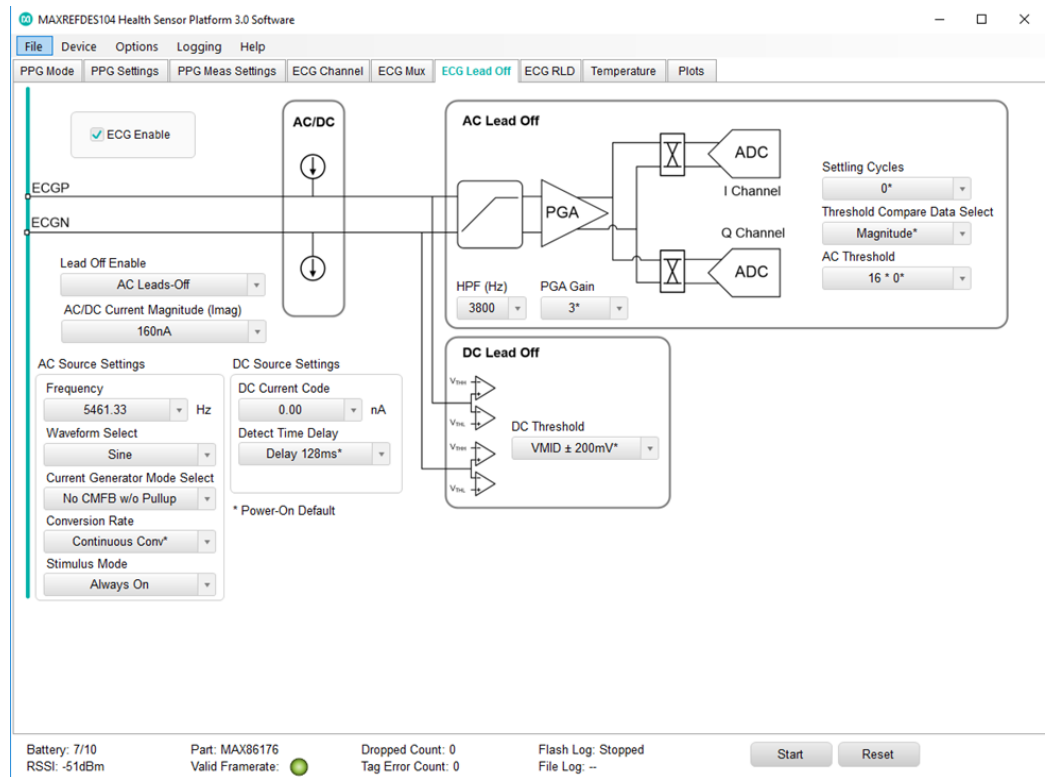 MAXREFDES104 Health Sensor Platform 3.0 Software
File Device Options Logging Help
PPG Mode PPG Settings PPG Meas Settings ECG Channel ECG Mux ECG Lead Off ECG RLD Temperature Plots
ECG Enable
AC/DC
ECGP
ECGN
Lead Off Enable
AC Leads-Off
AC/DC Current Magnitude (Imag)
160nA
AC Source Settings
Frequency
5461.33 Hz
Waveform Select
Sine
Current Generator Mode Select
No CMFB w/o Pullup
Conversion Rate
Continuous Conv*
Stimulus Mode
Always On
DC Source Settings
DC Current Code
0.00 nA
Detect Time Delay
Delay 128ms*
* Power-On Default
AC Lead Off
PGA
ADC
I Channel
Q Channel
ADC
HPF (Hz)
3800
PGA Gain
3*
Settling Cycles
0*
Threshold Compare Data Select
Magnitude*
AC Threshold
16 * 0*
DC Lead Off
VTHH
VTHL
VTHH
VTHL
DC Threshold
VMID ± 200mV*
Battery: 7/10 Part: MAX86176 Dropped Count: 0 Flash Log: Stopped
RSSI: -51dBm Valid Framerate: Tag Error Count: 0 File Log: --
Start Reset